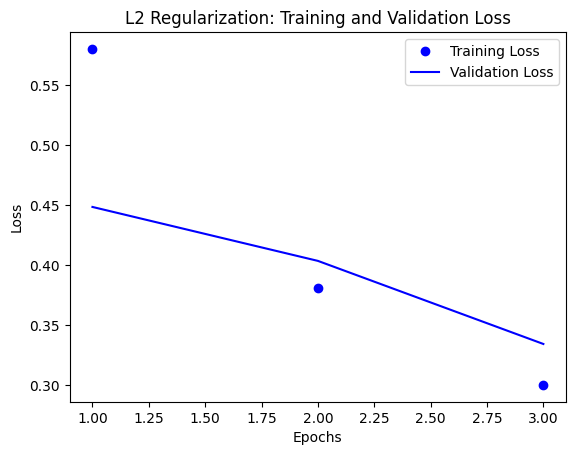 L2 Regularization: Training and Validation Loss
Training Loss
Validation Loss
0.55
0.50
0.45
0.40
0.35
0.30
Loss
1.00 1.25 1.50 1.75 2.00 2.25 2.50 2.75 3.00
Epochs